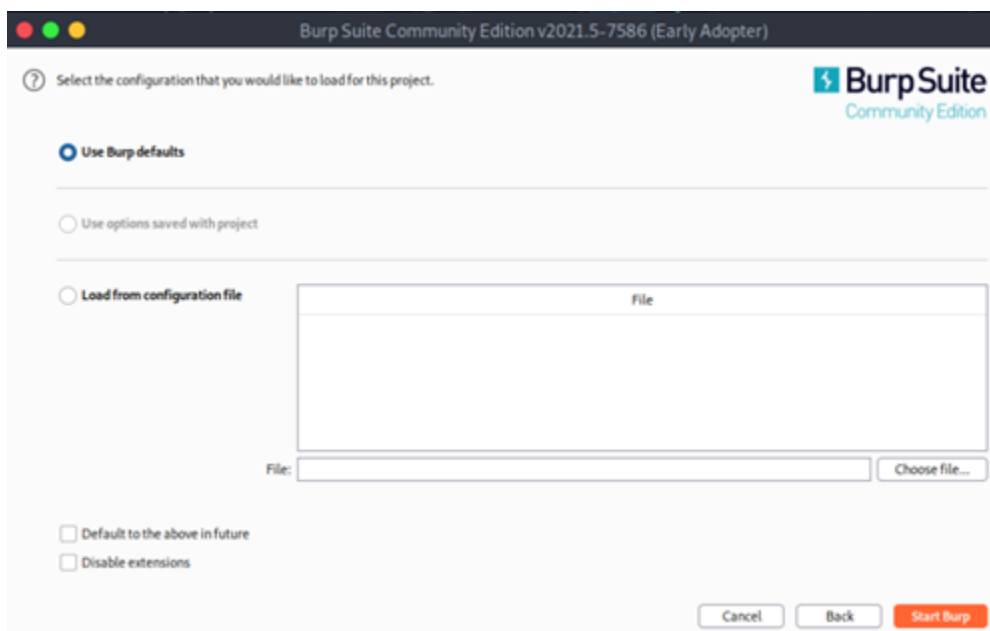 Burp Suite Community Edition v2021.5-7586 (Early Adopter)
Select the configuration that you would like to load for this project.
Burp Suite
Community Edition
Use Burp defaults
Use options saved with project
Load from configuration file
File
File:
Choose file...
Default to the above in future
Disable extensions
Cancel
Back
Start Burp